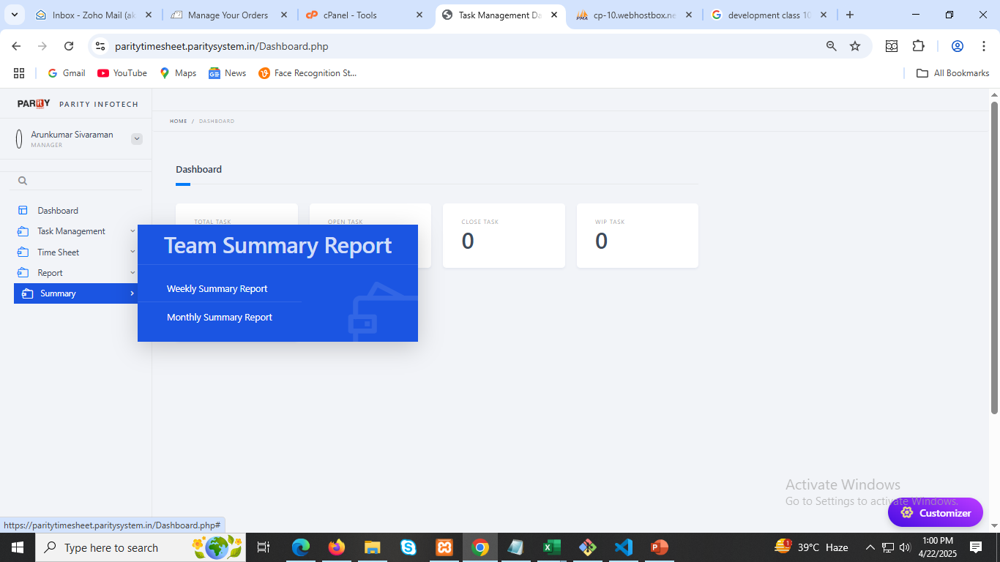 Inbox - Zoho Mail (ak
Manage Your Orders
cPanel - Tools
Task Management Da
cp-10.webhostbox.ne
development class 10
paritytimesheet.paritysystem.in/Dashboard.php
Gmail
YouTube
Maps
News
Face Recognition St...
All Bookmarks
PARitY PARITY INFOTECH
HOME / DASHBOARD
Arunkumar Sivaraman
MANAGER
Dashboard
Task Management
Time Sheet
Report
Summary
Dashboard
TOTAL TASK
OPEN TASK
CLOSE TASK
0
WIP TASK
0
Team Summary Report
Weekly Summary Report
Monthly Summary Report
Activate Windows
Go to Settings to activate Windows.
Customizer
https://paritytimesheet.paritysystem.in/Dashboard.php#
Type here to search
1
39°C Haze
1:00 PM
4/22/2025